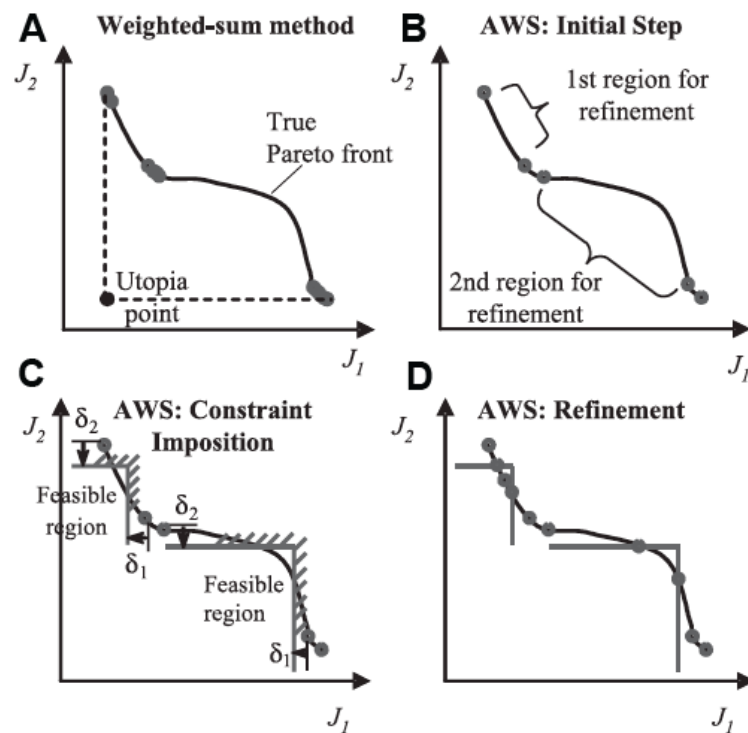 A
Weighted-sum method
J2
True
Pareto front
Utopia
point
J1
B
AWS: Initial Step
J2
1st region for
refinement
2nd region for
refinement
J1
C
AWS: Constraint
Imposition
J2
δ2
Feasible
region
δ2
δ1
Feasible
region
δ1
J1
D
AWS: Refinement
J2
J1